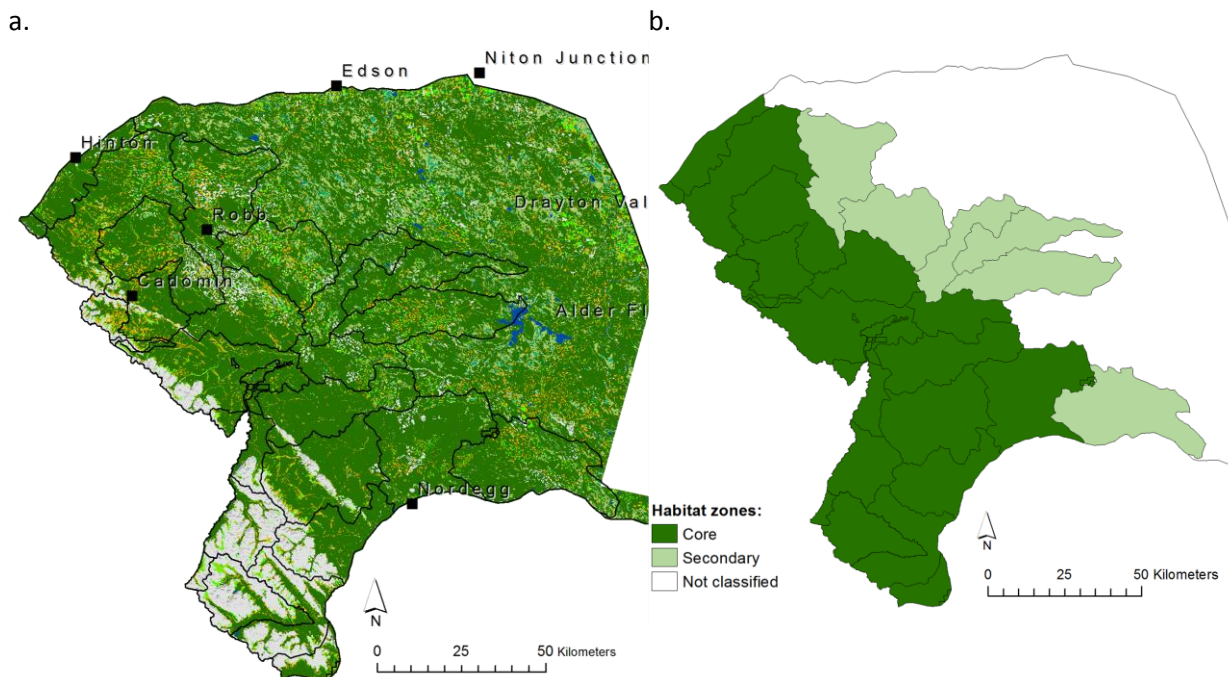 a.
b.
Niton Junction
Edson
Hinton
Drayton Val
Robb
Cadomin
Alder Fl
Nordegg
N
0 25 50 Kilometers
Habitat zones:
Core
Secondary
Not classified
N
0 25 50 Kilometers